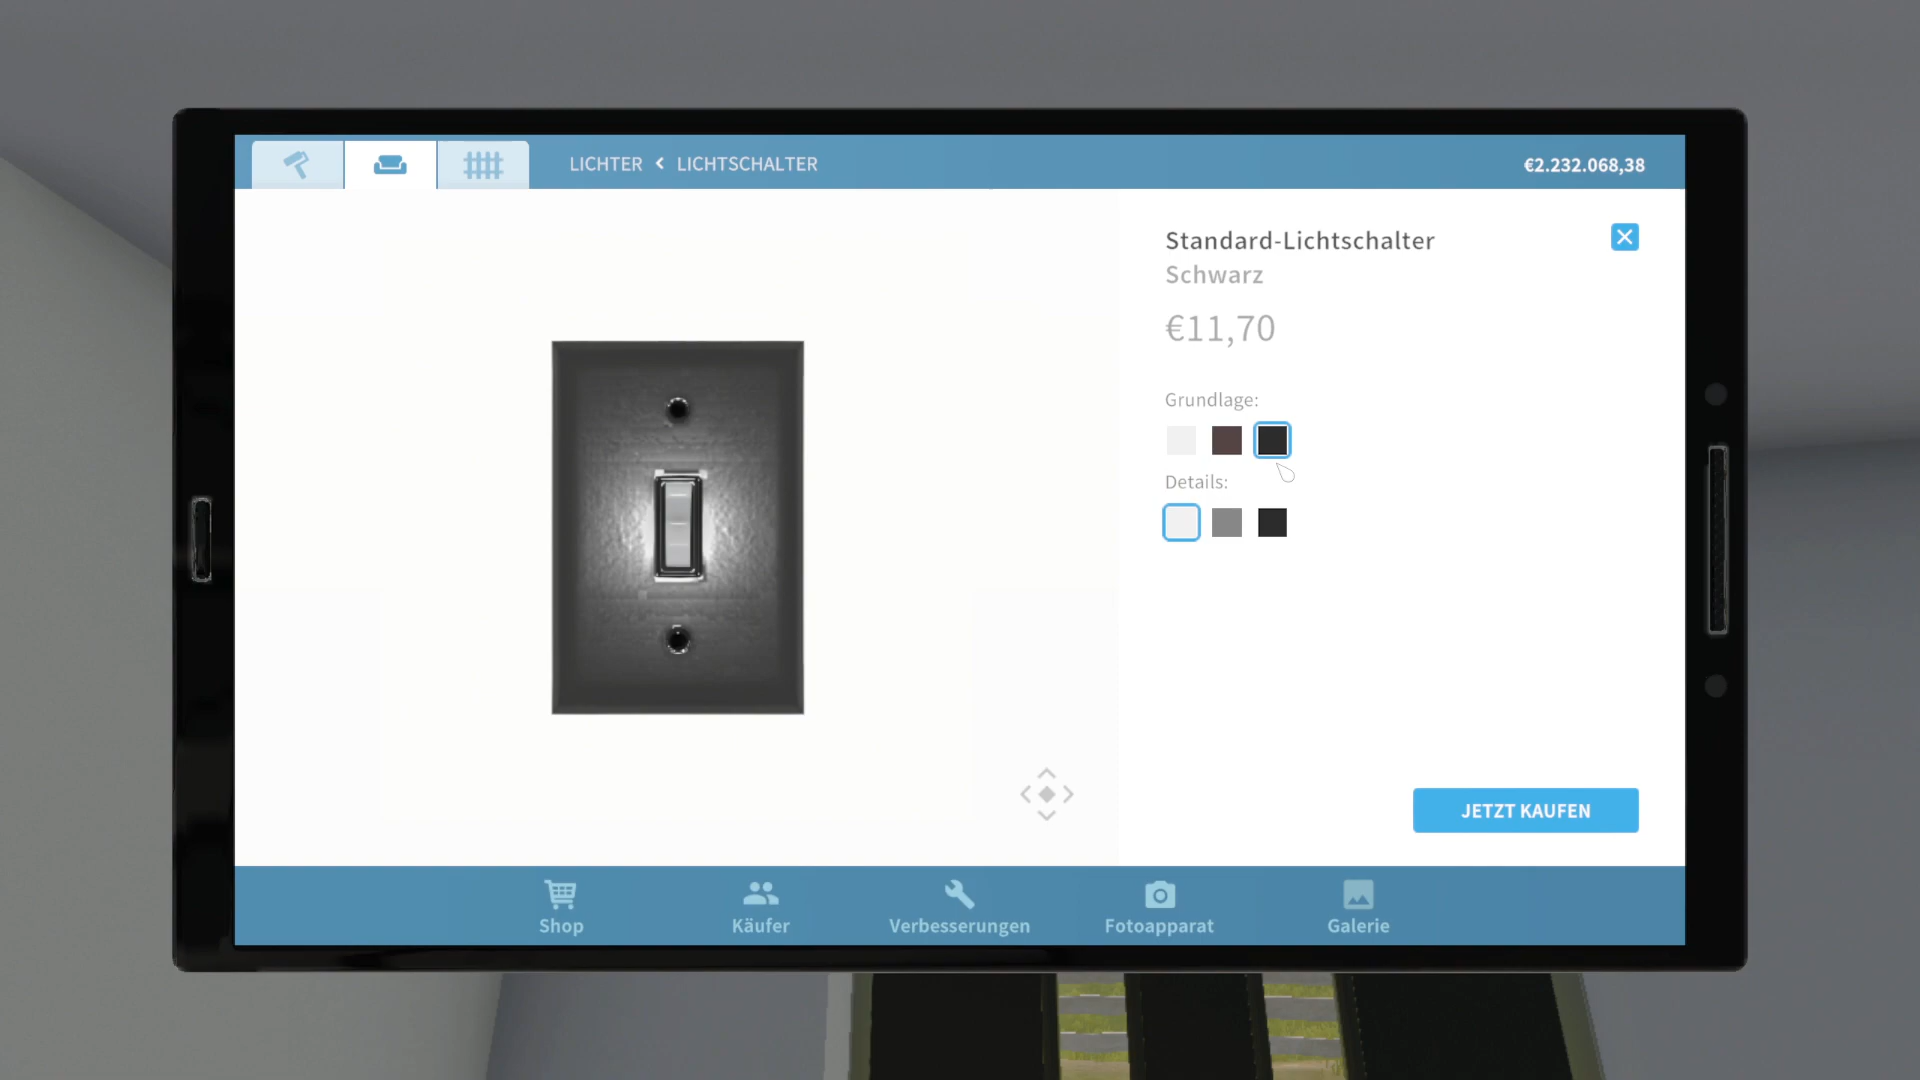 LICHTER < LICHTSCHALTER
€2.232.068,38
Standard-Lichtschalter
Schwarz
€11,70
Grundlage:
Details:
JETZT KAUFEN
Shop
Käufer
Verbesserungen
Fotoapparat
Galerie